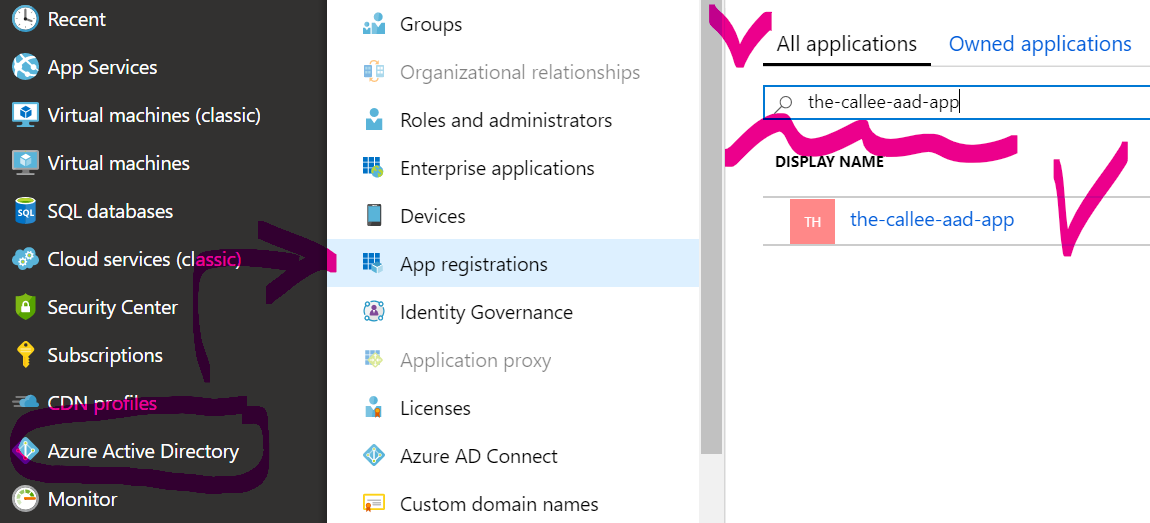 Recent
App Services
Virtual machines (classic)
Virtual machines
SQL databases
SQL
Cloud services (classic)
Security Center
Subscriptions
CDN profiles
Azure Active Directory
Monitor
Groups
Organizational relationships
Roles and administrators
Enterprise applications
Devices
App registrations
Identity Governance
Application proxy
Licenses
Azure AD Connect
Custom domain names
All applications Owned applications
the-callee-aad-app
DISPLAY NAME
TH the-callee-aad-app